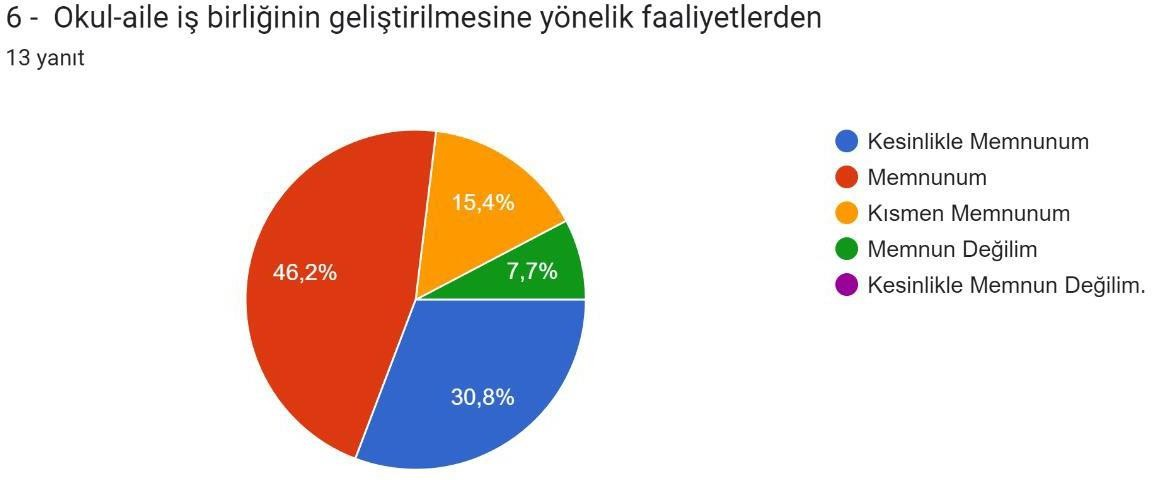 6 -  Okul-aile iş birliğinin geliştirilmesine yönelik faaliyetlerden
13 yanıt
15,4%
46,2%
7,7%
30,8%
Kesinlikle Memnunum
Memnunum
Kısmen Memnunum
Memnun Değilim
Kesinlikle Memnun Değilim.